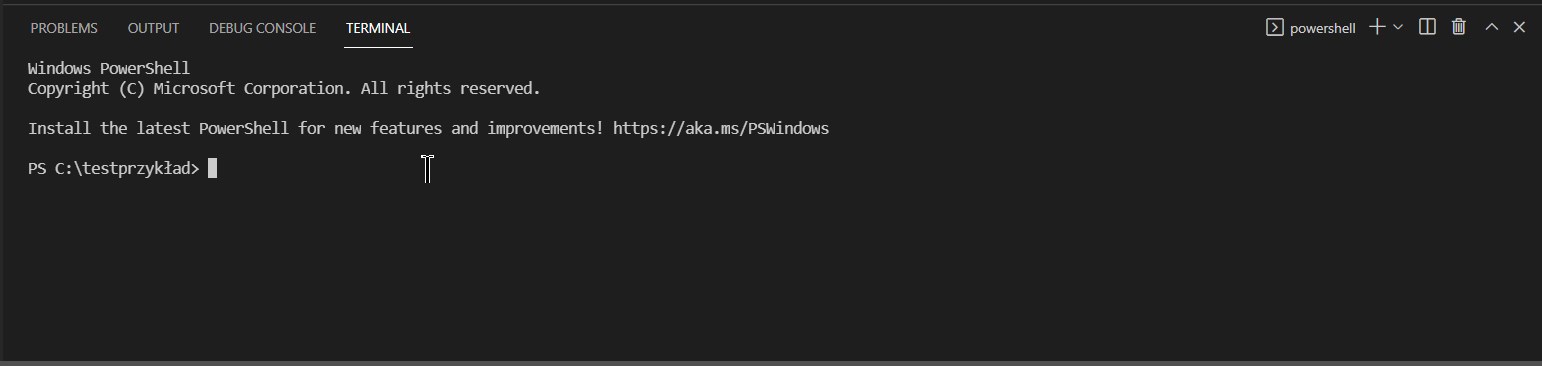 PROBLEMS OUTPUT DEBUG CONSOLE TERMINAL powershell
Windows PowerShell
Copyright (C) Microsoft Corporation. All rights reserved.
Install the latest PowerShell for new features and improvements! https://aka.ms/PSWindows
PS C:\testprzykład>